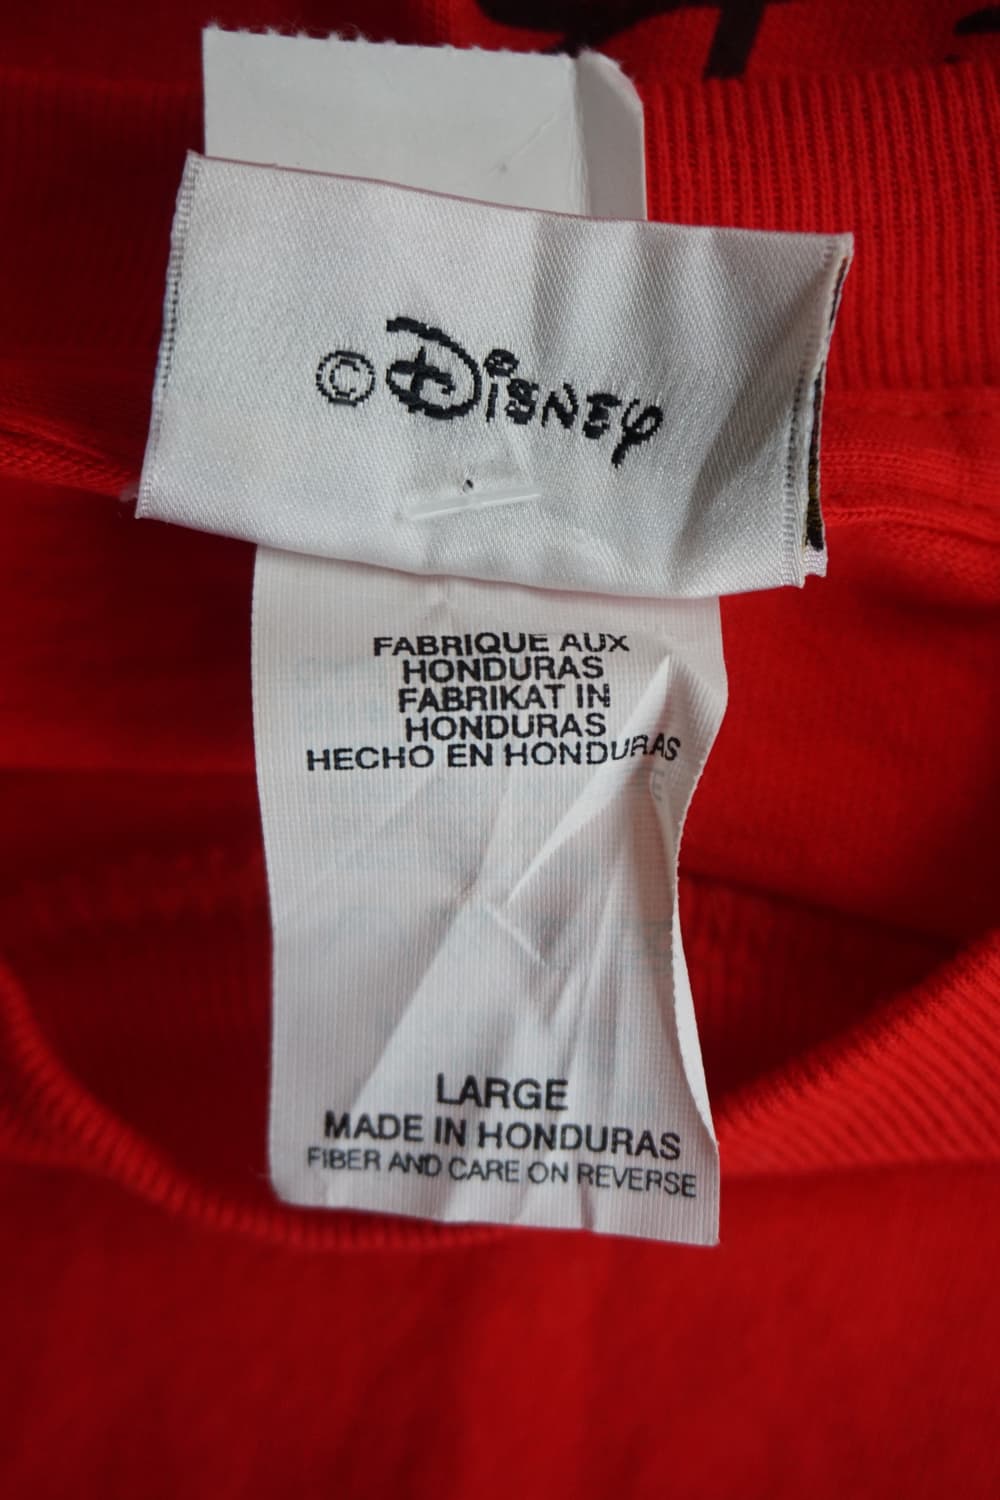 © Disney
FABRIQUE AUX
HONDURAS
FABRIKAT IN
HONDURAS
HECHO EN HONDURAS
LARGE
MADE IN HONDURAS
FIBER AND CARE ON REVERSE